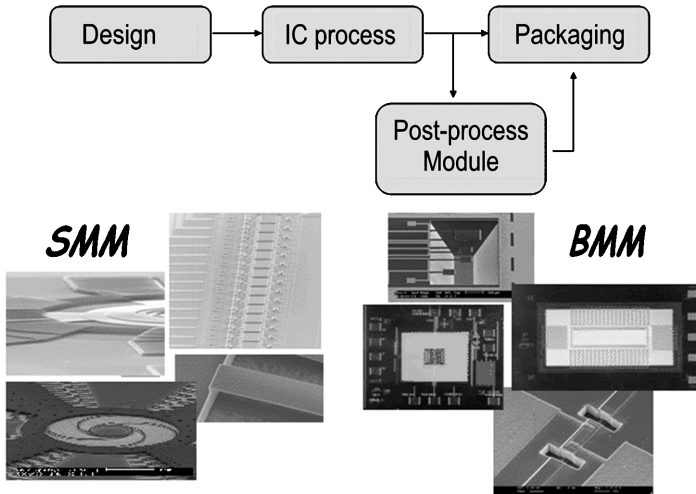 Design
IC process
Packaging
Post-process
Module
SMM
BMM